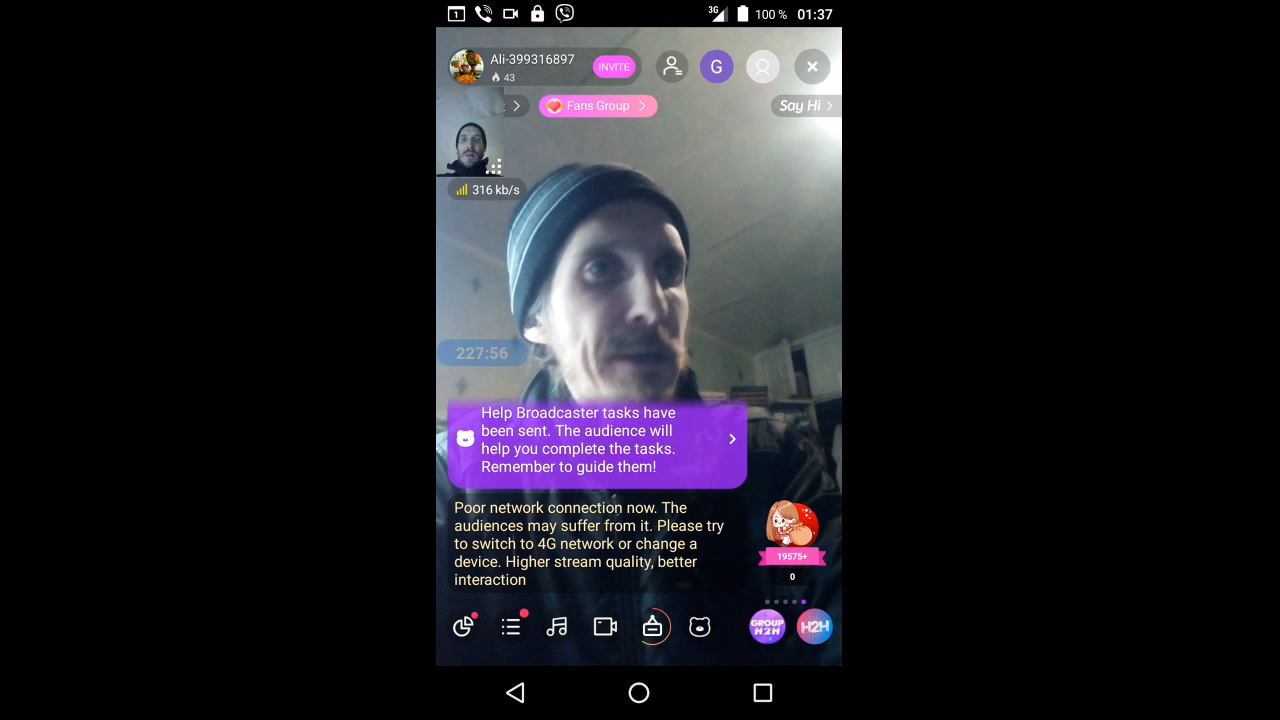 1
3G
100 %
01:37
Ali-399316897
43
INVITE
G
Fans Group
Say Hi
316 kb/s
227:56
Help Broadcaster tasks have
been sent. The audience will
help you complete the tasks.
Remember to guide them!
Poor network connection now. The
audiences may suffer from it. Please try
to switch to 4G network or change a
device. Higher stream quality, better
interaction
19575+
0
GROUP
H2H
H2H